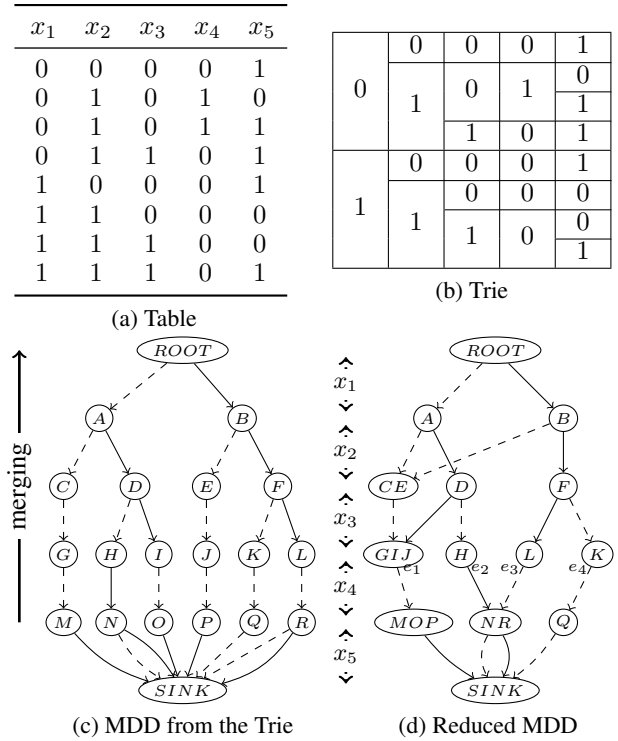 x1 x2 x3 x4 x5
0 0 0 0 1
0 1 0 1 0
0 1 0 1 1
0 1 1 0 1
1 0 0 0 1
1 1 0 0 0
1 1 1 0 0
1 1 1 0 1
(a) Table
0 0 0 0 1
1 0 1 0
1
1 0 1
1 0 0 0 1
1 0 0 0
1 0 0
1
(b) Trie
merging
ROOT
A B
C D E F
G H I J K L
M N O P Q R
SINK
(c) MDD from the Trie
x1
x2
x3
x4
x5
ROOT
A B
CE D F
GIJ H L K
e1 e2 e3 e4
MOP NR Q
SINK
(d) Reduced MDD